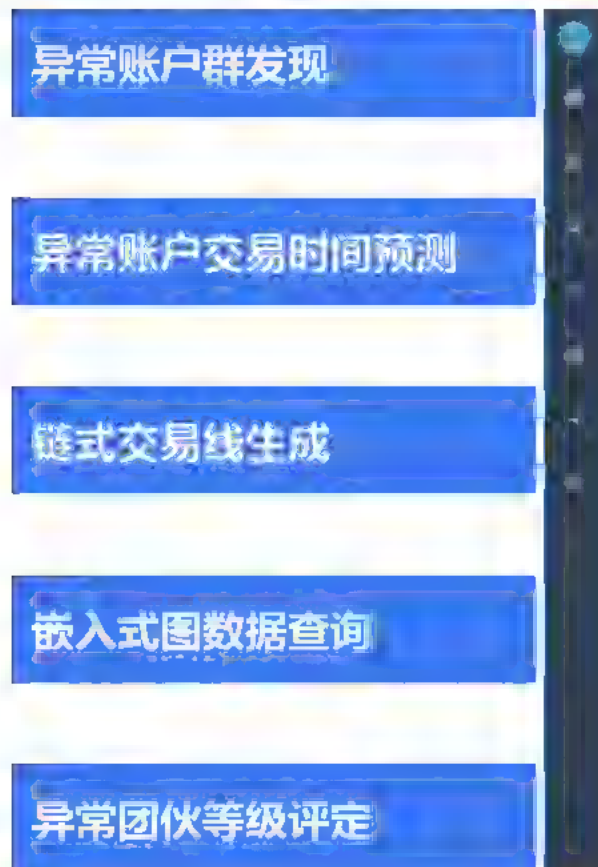 异常账户群发现
异常账户交易时间预测
链式交易线生成
嵌入式图数据查询
异常团伙等级评定